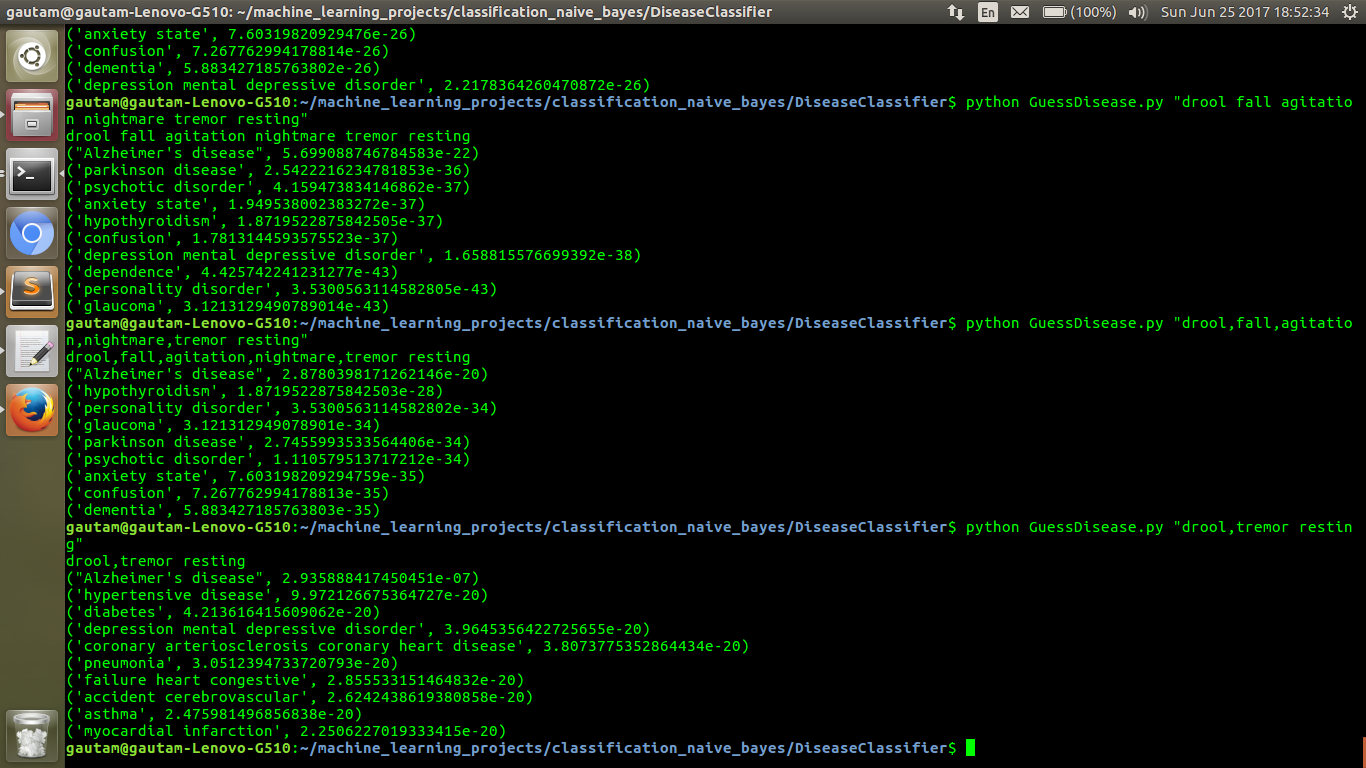 gautam@gautam-Lenovo-G510: ~/machine_learning_projects/classification_naive_bayes/DiseaseClassifier En (100%) Sun Jun 25 2017 18:52:34
('anxiety state', 7.60319820929476e-26)
('confusion', 7.267762994178814e-26)
('dementia', 5.883427185763802e-26)
('depression mental depressive disorder', 2.2178364260470872e-26)
gautam@gautam-Lenovo-G510:~/machine_learning_projects/classification_naive_bayes/DiseaseClassifier$ python GuessDisease.py "drool fall agitatio
n nightmare tremor resting"
drool fall agitation nightmare tremor resting
("Alzheimer's disease", 5.699088746784583e-22)
('parkinson disease', 2.5422216234781853e-36)
('psychotic disorder', 4.159473834146862e-37)
('anxiety state', 1.949538002383272e-37)
('hypothyroidism', 1.8719522875842505e-37)
('confusion', 1.7813144593575523e-37)
('depression mental depressive disorder', 1.658815576699392e-38)
('dependence', 4.425742241231277e-43)
('personality disorder', 3.5300563114582805e-43)
('glaucoma', 3.1213129490789014e-43)
gautam@gautam-Lenovo-G510:~/machine_learning_projects/classification_naive_bayes/DiseaseClassifier$ python GuessDisease.py "drool,fall,agitatio
n,nightmare,tremor resting"
drool,fall,agitation,nightmare,tremor resting
("Alzheimer's disease", 2.8780398171262146e-20)
('hypothyroidism', 1.8719522875842503e-28)
('personality disorder', 3.5300563114582802e-34)
('glaucoma', 3.121312949078901e-34)
('parkinson disease', 2.7455993533564406e-34)
('psychotic disorder', 1.110579513717212e-34)
('anxiety state', 7.603198209294759e-35)
('confusion', 7.267762994178813e-35)
('dementia', 5.883427185763803e-35)
gautam@gautam-Lenovo-G510:~/machine_learning_projects/classification_naive_bayes/DiseaseClassifier$ python GuessDisease.py "drool,tremor restin
g"
drool,tremor resting
("Alzheimer's disease", 2.935888417450451e-07)
('hypertensive disease', 9.972126675364727e-20)
('diabetes', 4.213616415609062e-20)
('depression mental depressive disorder', 3.9645356422725655e-20)
('coronary arteriosclerosis coronary heart disease', 3.8073775352864434e-20)
('pneumonia', 3.0512394733720793e-20)
('failure heart congestive', 2.855533151464832e-20)
('accident cerebrovascular', 2.6242438619380858e-20)
('asthma', 2.475981496856838e-20)
('myocardial infarction', 2.2506227019333415e-20)
gautam@gautam-Lenovo-G510:~/machine_learning_projects/classification_naive_bayes/DiseaseClassifier$